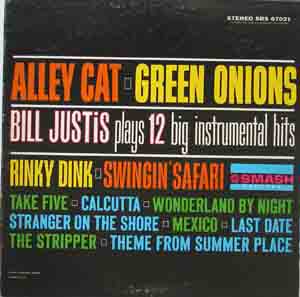 STEREO SRS 67021
ALLEY CAT □ GREEN ONIONS
BILL JUSTIS plays 12 big instrumental hits
RINKY DINK □ SWINGIN' SAFARI
SMASH
RECORDS
TAKE FIVE □ CALCUTTA □ WONDERLAND BY NIGHT
STRANGER ON THE SHORE □ MEXICO □ LAST DATE
THE STRIPPER □ THEME FROM SUMMER PLACE